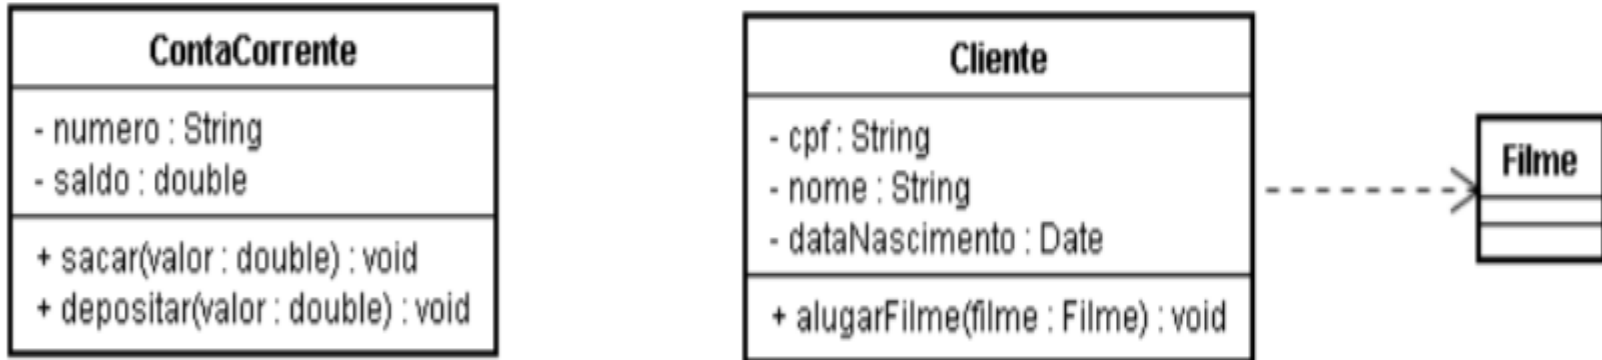 ContaCorrente
- numero : String
- saldo : double
+ sacar(valor : double) : void
+ depositar(valor : double) : void
Cliente
- cpf : String
- nome : String
- dataNascimento : Date
+ alugarFilme(filme : Filme) : void
Filme